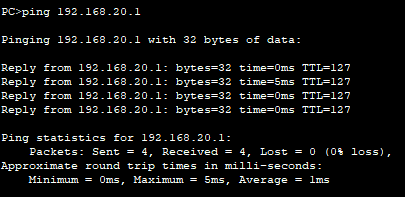 PC>ping 192.168.20.1
Pinging 192.168.20.1 with 32 bytes of data:
Reply from 192.168.20.1: bytes=32 time=0ms TTL=127
Reply from 192.168.20.1: bytes=32 time=5ms TTL=127
Reply from 192.168.20.1: bytes=32 time=0ms TTL=127
Reply from 192.168.20.1: bytes=32 time=0ms TTL=127
Ping statistics for 192.168.20.1:
Packets: Sent = 4, Received = 4, Lost = 0 (0% loss),
Approximate round trip times in milli-seconds:
Minimum = 0ms, Maximum = 5ms, Average = 1ms